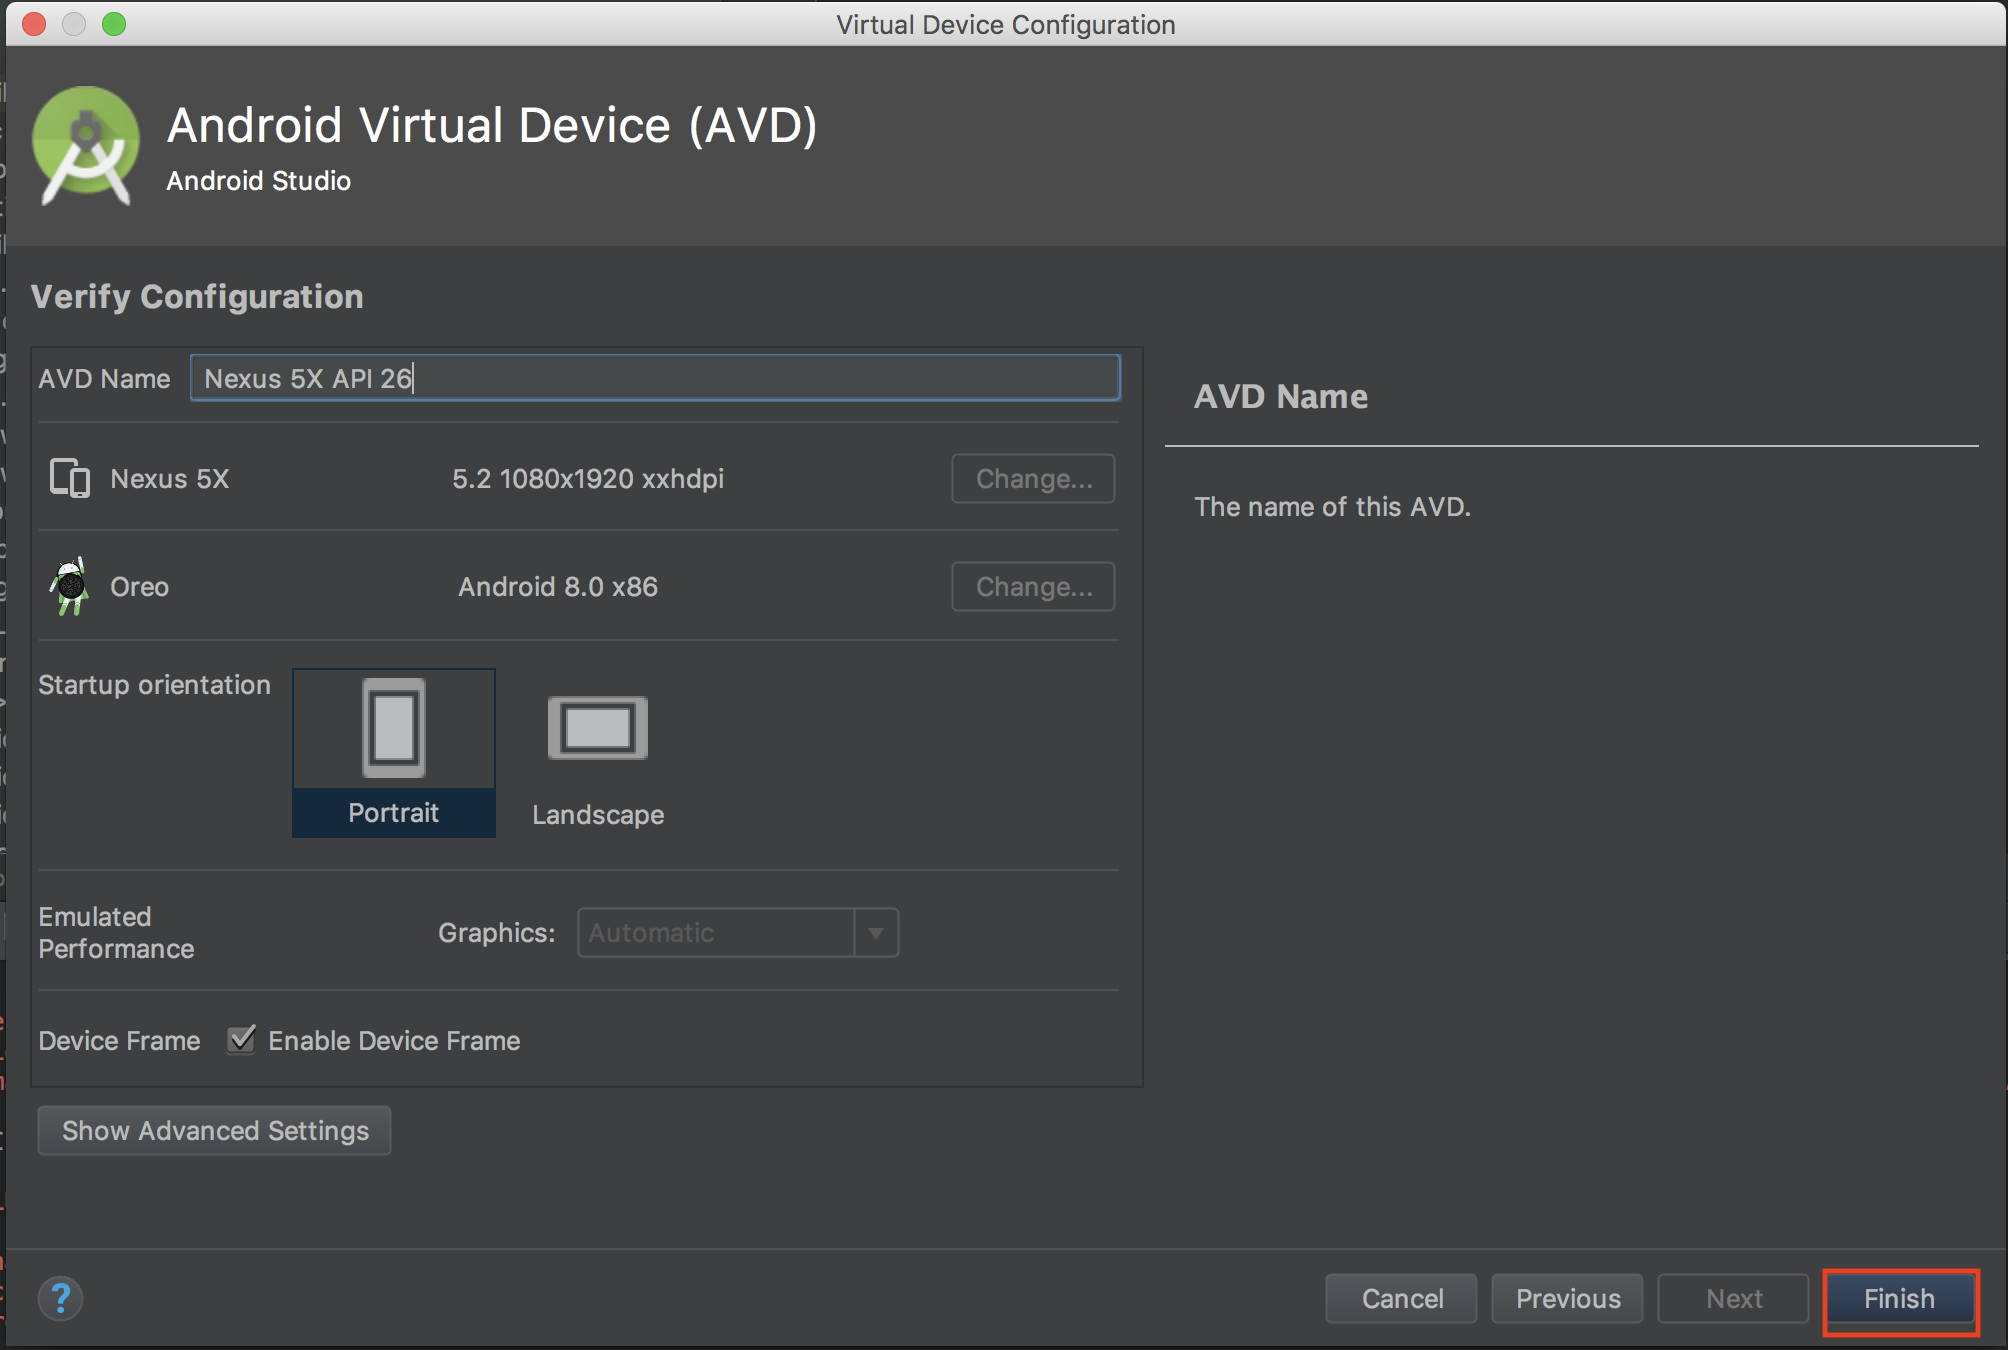 Virtual Device Configuration
Android Virtual Device (AVD)
Android Studio
Verify Configuration
AVD Name Nexus 5X API 26
Nexus 5X 5.2 1080x1920 xxhdpi Change...
Oreo Android 8.0 x86 Change...
Startup orientation
Portrait Landscape
Emulated
Performance
Graphics: Automatic
Device Frame Enable Device Frame
Show Advanced Settings
AVD Name
The name of this AVD.
? Cancel Previous Next Finish